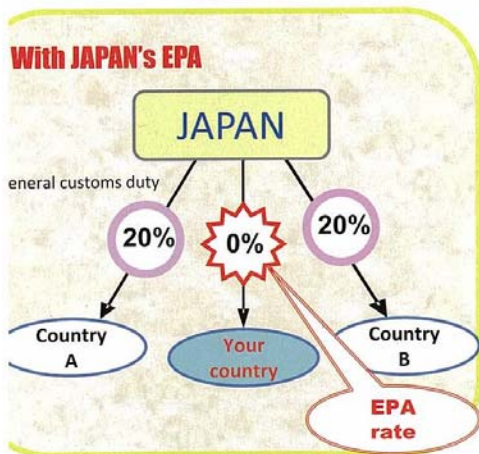 With JAPAN's EPA
JAPAN
eneral customs duty
20%
0%
20%
Country
A
Your
country
Country
B
EPA
rate